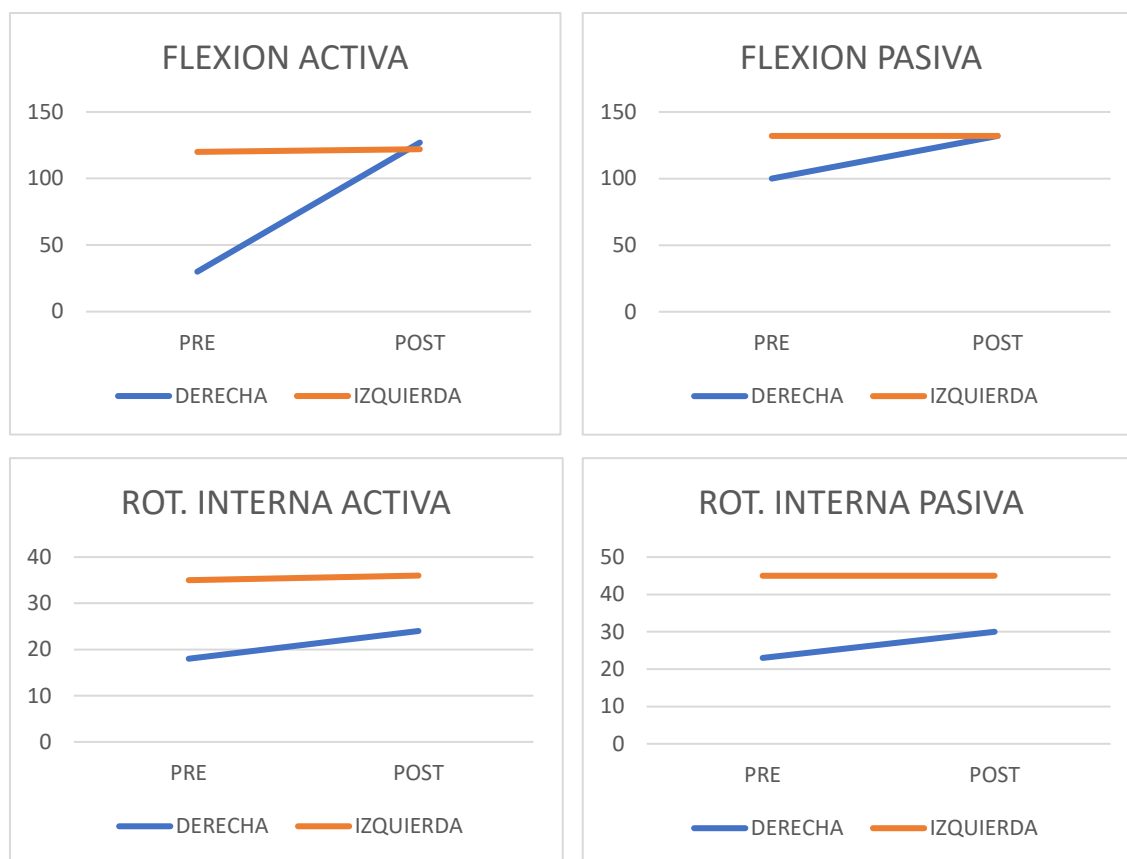 FLEXION ACTIVA
150
100
50
0
PRE POST
DERECHA IZQUIERDA
FLEXION PASIVA
150
100
50
0
PRE POST
DERECHA IZQUIERDA
ROT. INTERNA ACTIVA
40
30
20
10
0
PRE POST
DERECHA IZQUIERDA
ROT. INTERNA PASIVA
50
40
30
20
10
0
PRE POST
DERECHA IZQUIERDA